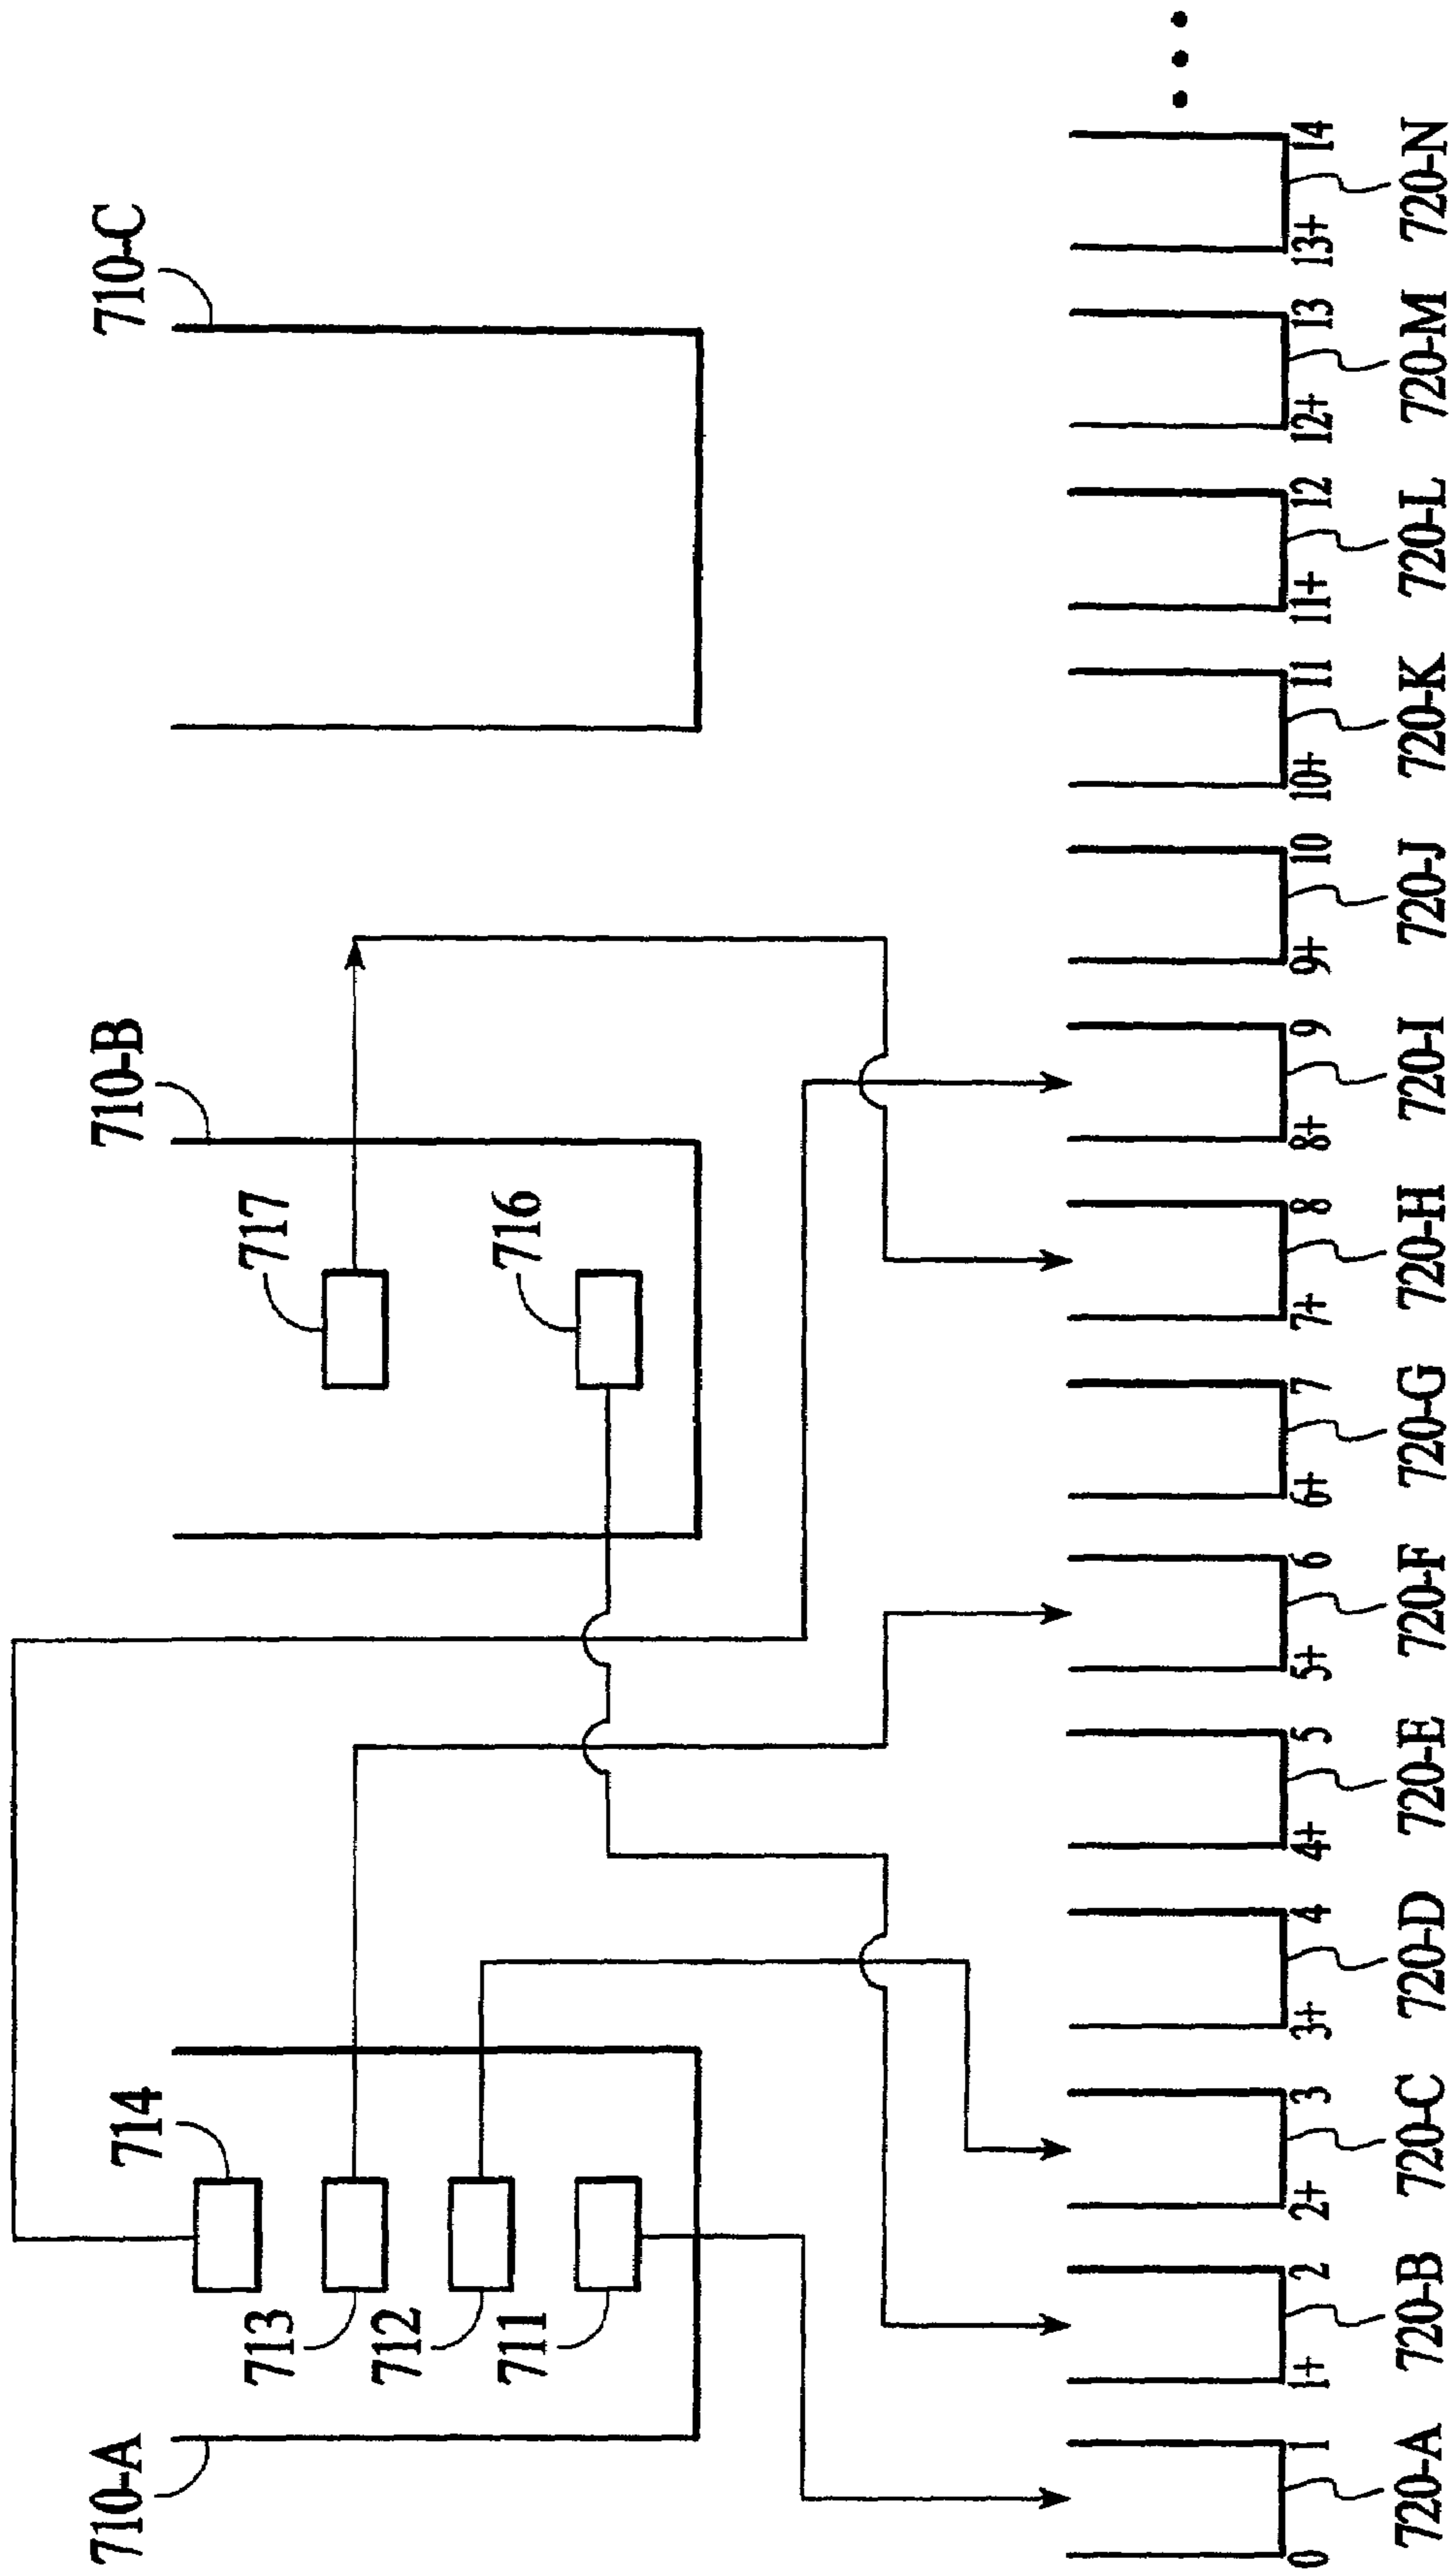 710-A
710-B
710-C
714
713
712
711
717
716
0 1
1+ 2
2+ 3
3+ 4
4+ 5
5+ 6
6+ 7
7+ 8
8+ 9
9+ 10
10+ 11
11+ 12
12+ 13
13+ 14
720-A
720-B
720-C
720-D
720-E
720-F
720-G
720-H
720-I
720-J
720-K
720-L
720-M
720-N